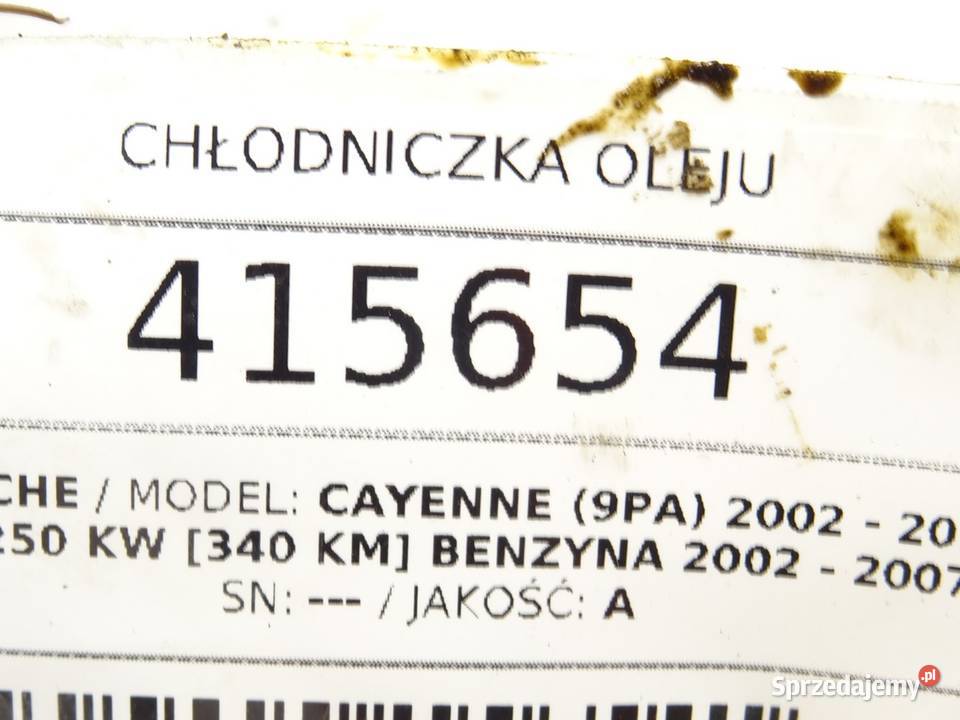 CHŁODNICZKA OLEJU
415654
CHE / MODEL: CAYENNE (9PA) 2002 - 20
250 KW [340 KM] BENZYNA 2002 - 2007
SN: --- / JAKOŚĆ: A
Sprzedajemy.pl